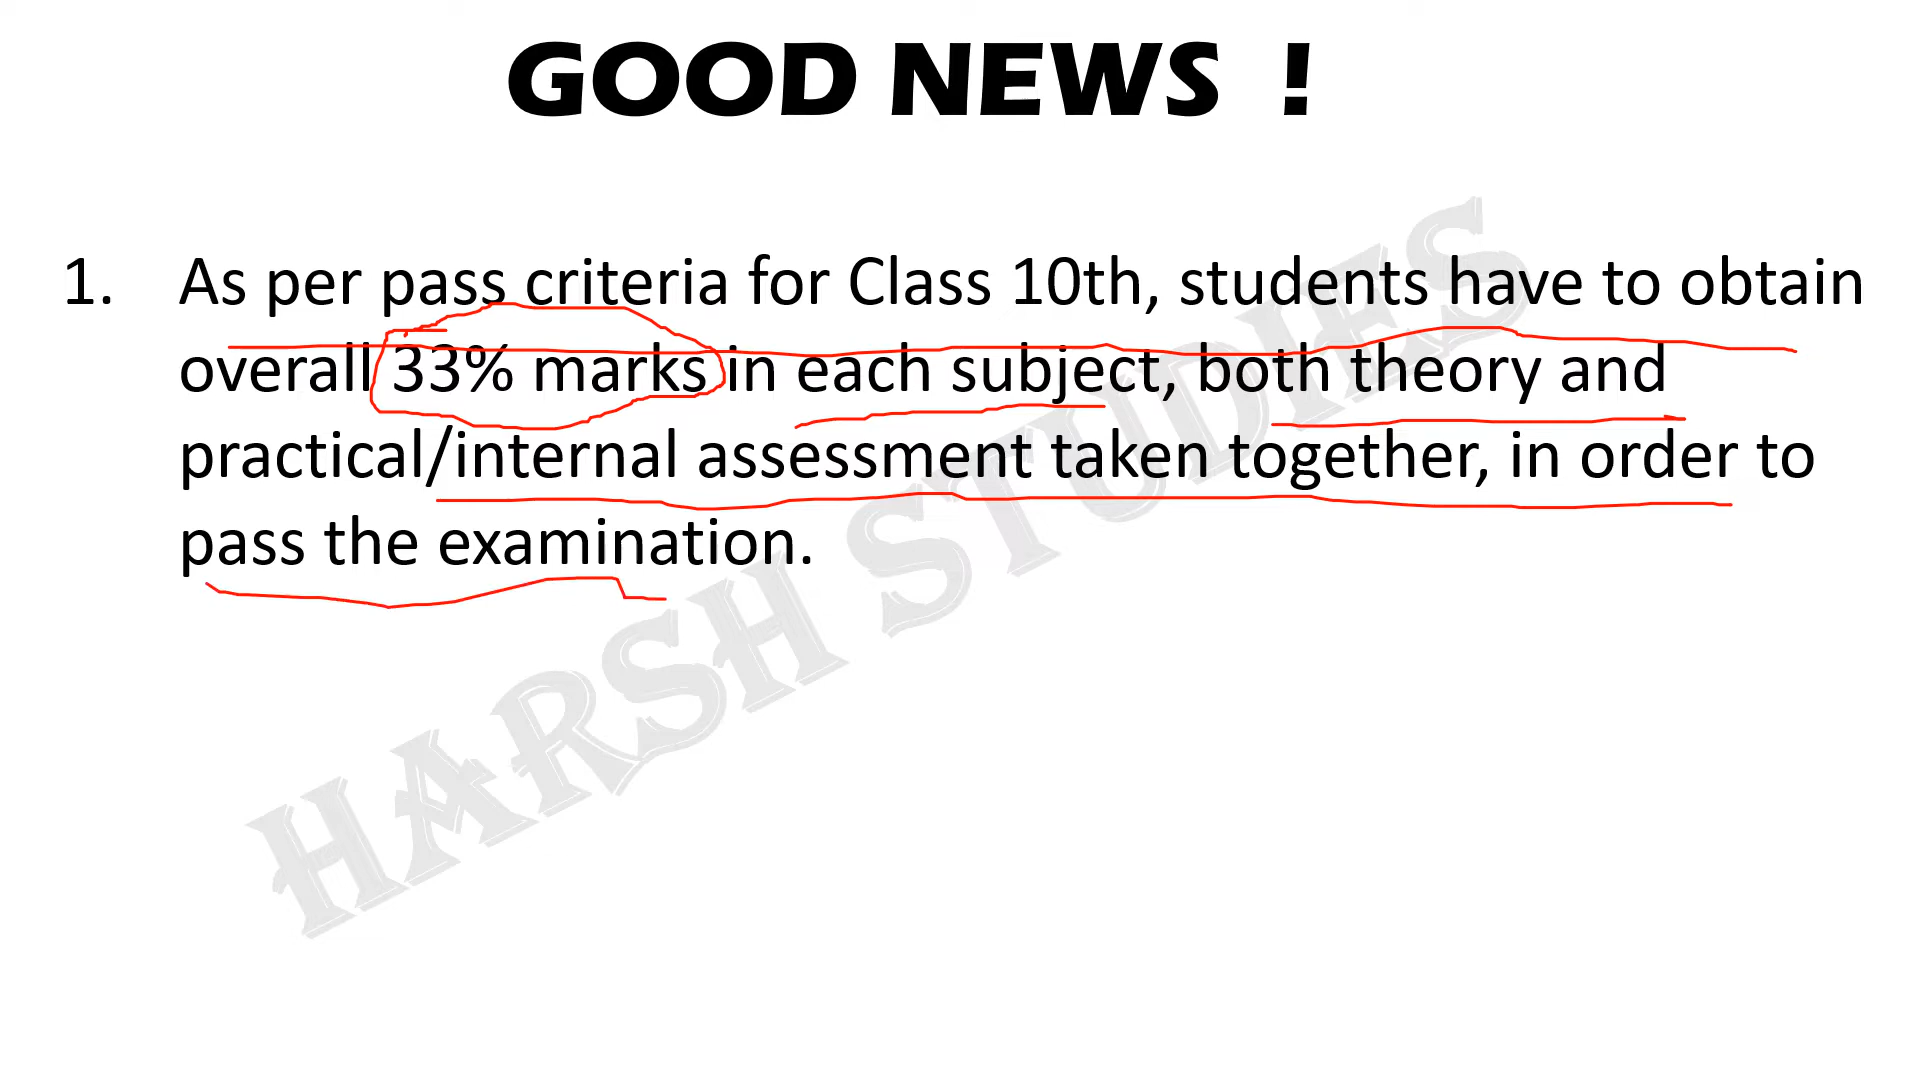 GOOD NEWS !
1. As per pass criteria for Class 10th, students have to obtain
overall 33% marks in each subject, both theory and
practical/internal assessment taken together, in order to
pass the examination.
HARSH STUDIES